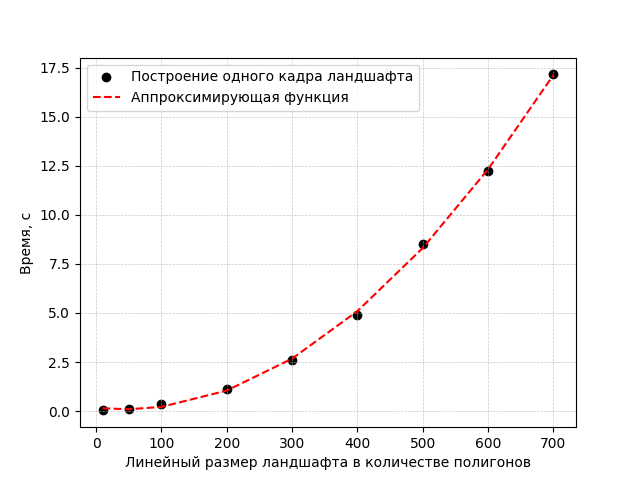 17.5
15.0
12.5
10.0
7.5
5.0
2.5
0.0
Время, с
Построение одного кадра ландшафта
Аппроксимирующая функция
0 100 200 300 400 500 600 700
Линейный размер ландшафта в количестве полигонов